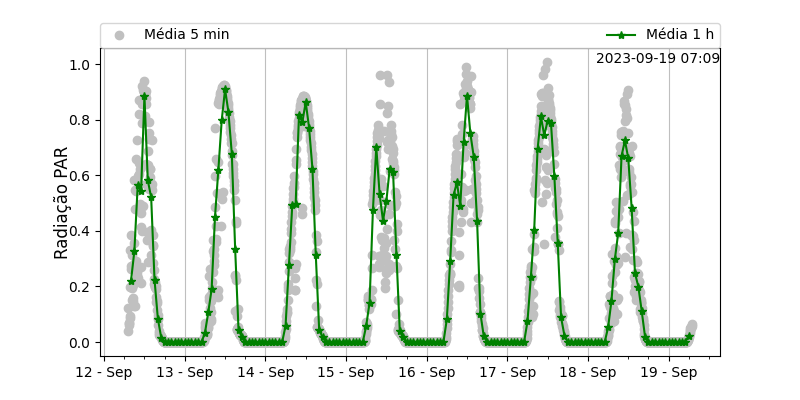 Média 5 min
Média 1 h
2023-09-19 07:09
Radiação PAR
1.0
0.8
0.6
0.4
0.2
0.0
12 - Sep
13 - Sep
14 - Sep
15 - Sep
16 - Sep
17 - Sep
18 - Sep
19 - Sep